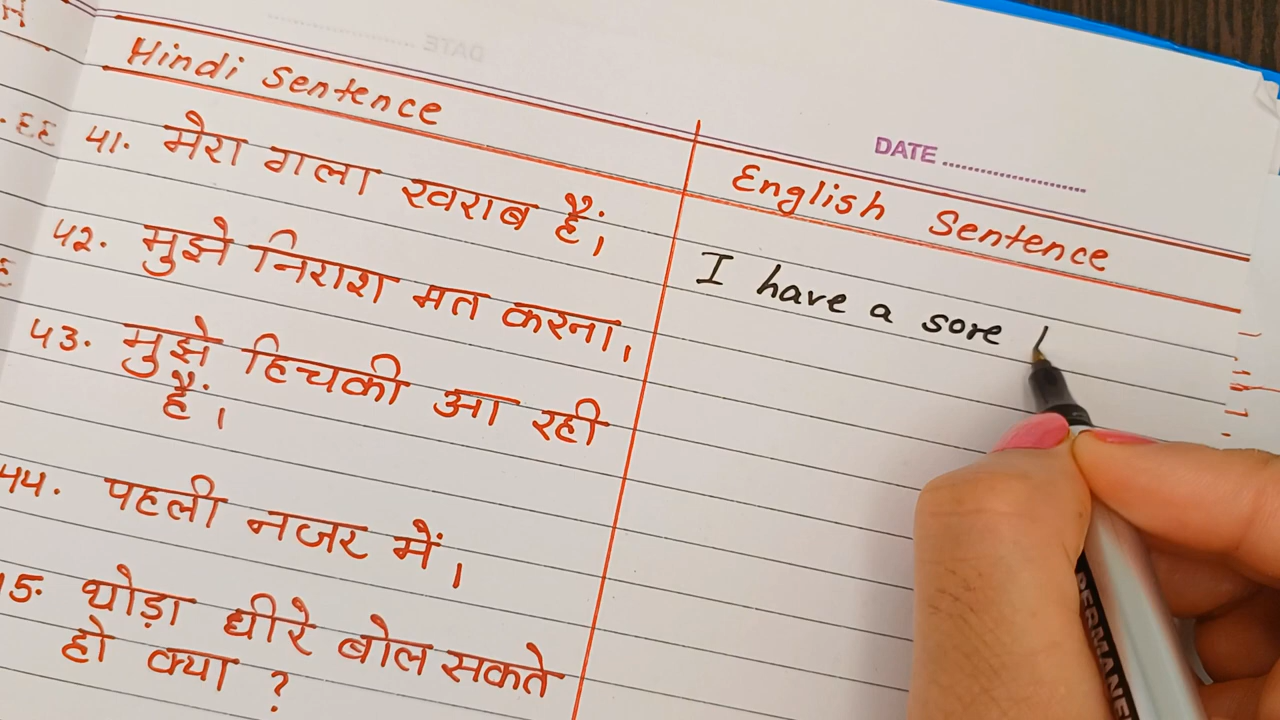 Hindi Sentence
DATE
English Sentence
41. मेरा गला खराब हैं।
I have a sore
42. मुझे निराश मत करना।
43. मुझे हिचकी आ रही
हैं।
44. पहली नजर में।
45. थोड़ा धीरे बोल सकते
हो क्या ?
PERMANE